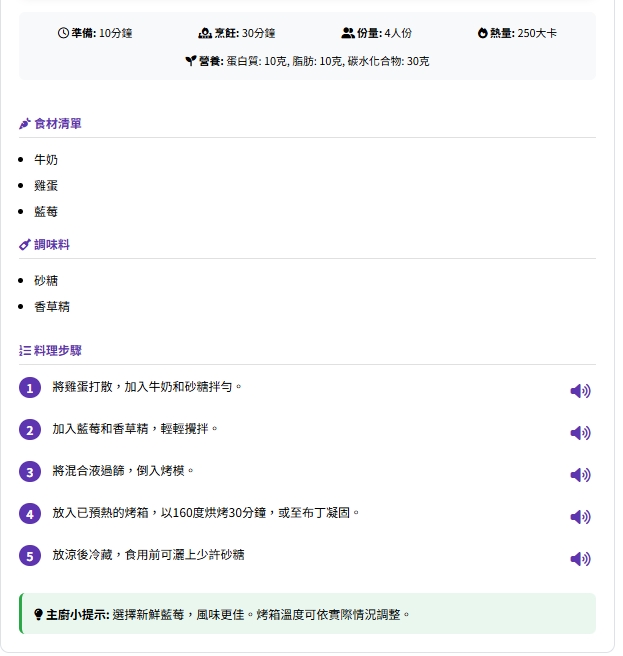 準備: 10分鐘 烹飪: 30分鐘 份量: 4人份 熱量: 250大卡
營養: 蛋白質: 10克, 脂肪: 10克, 碳水化合物: 30克
食材清單
牛奶
雞蛋
藍莓
調味料
砂糖
香草精
料理步驟
1 將雞蛋打散，加入牛奶和砂糖拌勻。
2 加入藍莓和香草精，輕輕攪拌。
3 將混合液過篩，倒入烤模。
4 放入已預熱的烤箱，以160度烘烤30分鐘，或至布丁凝固。
5 放涼後冷藏，食用前可灑上少許砂糖
主廚小提示: 選擇新鮮藍莓，風味更佳。烤箱溫度可依實際情況調整。